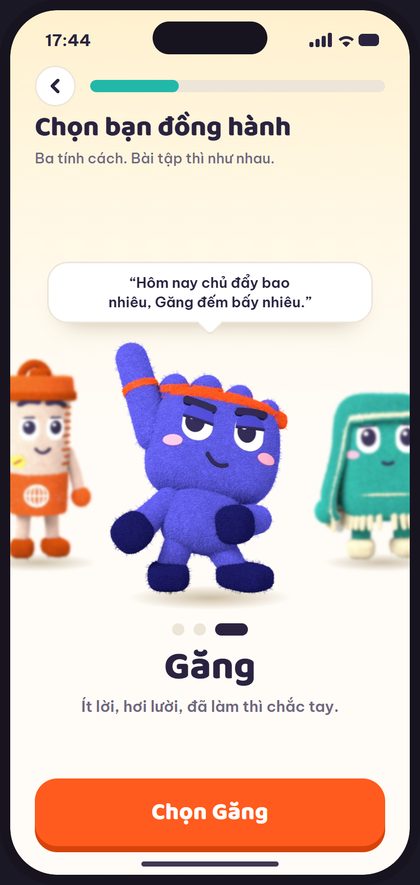 17:44
Chọn bạn đồng hành
Ba tính cách. Bài tập thì như nhau.
“Hôm nay chủ đẩy bao
nhiêu, Găng đếm bấy nhiêu.”
Găng
Ít lời, hơi lười, đã làm thì chắc tay.
Chọn Găng